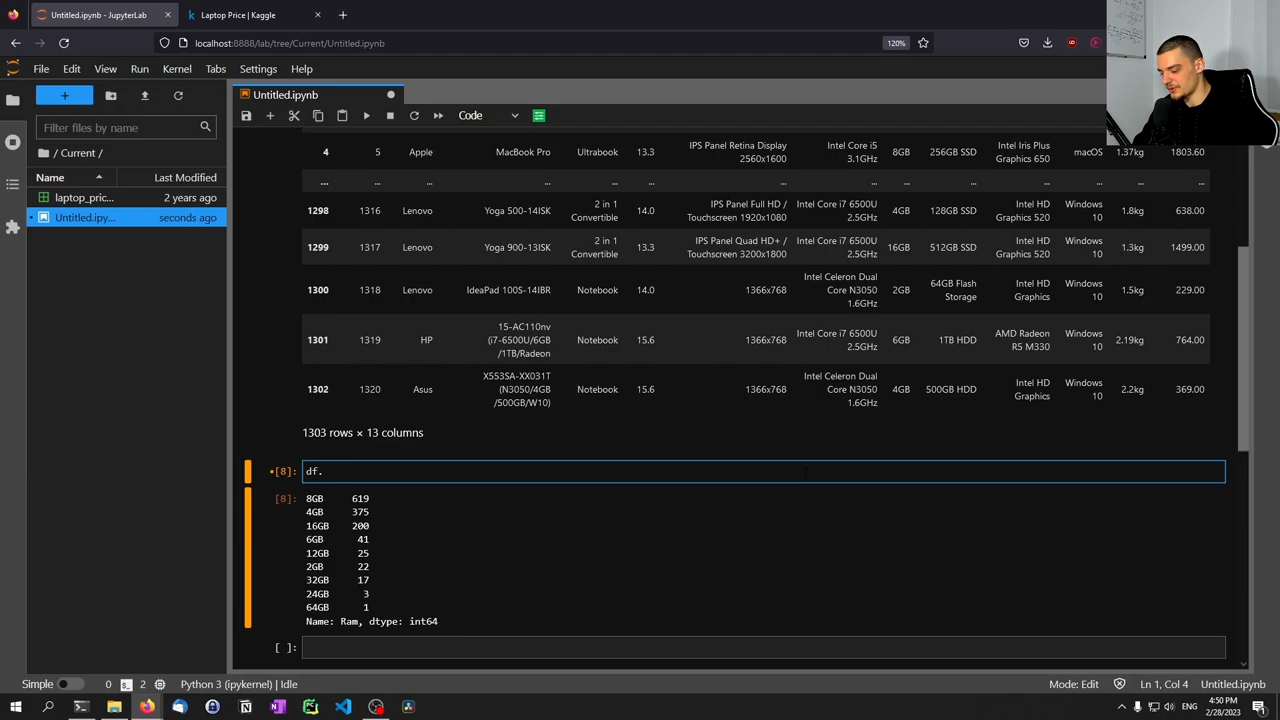 Untitled.ipynb - JupyterLab
Laptop Price | Kaggle
localhost:8888/lab/tree/Current/Untitled.ipynb
120%
File Edit View Run Kernel Tabs Settings Help
Untitled.ipynb
Code
Filter files by name
/ Current /
Name Last Modified
laptop_pric... 2 years ago
Untitled.ipy... seconds ago
4 5 Apple MacBook Pro Ultrabook 13.3 IPS Panel Retina Display 2560x1600 Intel Core i5 3.1GHz 8GB 256GB SSD Intel Iris Plus Graphics 650 macOS 1.37kg 1803.60
... ... ... ... ... ... ... ... ... ... ... ... ... ...
1298 1316 Lenovo Yoga 500-14ISK 2 in 1 Convertible 14.0 IPS Panel Full HD / Touchscreen 1920x1080 Intel Core i7 6500U 2.5GHz 4GB 128GB SSD Intel HD Graphics 520 Windows 10 1.8kg 638.00
1299 1317 Lenovo Yoga 900-13ISK 2 in 1 Convertible 13.3 IPS Panel Quad HD+ / Touchscreen 3200x1800 Intel Core i7 6500U 2.5GHz 16GB 512GB SSD Intel HD Graphics 520 Windows 10 1.3kg 1499.00
1300 1318 Lenovo IdeaPad 100S-14IBR Notebook 14.0 1366x768 Intel Celeron Dual Core N3050 1.6GHz 2GB 64GB Flash Storage Intel HD Graphics Windows 10 1.5kg 229.00
1301 1319 HP 15-AC110nv (i7-6500U/6GB /1TB/Radeon Notebook 15.6 1366x768 Intel Core i7 6500U 2.5GHz 6GB 1TB HDD AMD Radeon R5 M330 Windows 10 2.19kg 764.00
1302 1320 Asus X553SA-XX031T (N3050/4GB /500GB/W10) Notebook 15.6 1366x768 Intel Celeron Dual Core N3050 1.6GHz 4GB 500GB HDD Intel HD Graphics Windows 10 2.2kg 369.00
1303 rows × 13 columns
[8]: df.
[8]: 8GB 619
4GB 375
16GB 200
6GB 41
12GB 25
2GB 22
32GB 17
24GB 3
64GB 1
Name: Ram, dtype: int64
[ ]:
Simple 0 2 Python 3 (ipykernel) | Idle Mode: Edit Ln 1, Col 4 Untitled.ipynb
ENG 4:50 PM
2/28/2023